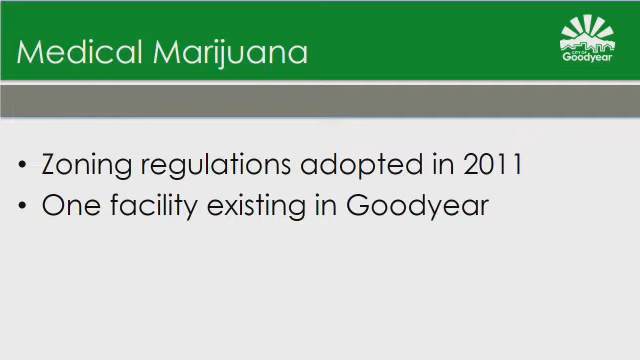 Medical Marijuana
CITY OF
Goodyear
• Zoning regulations adopted in 2011
• One facility existing in Goodyear